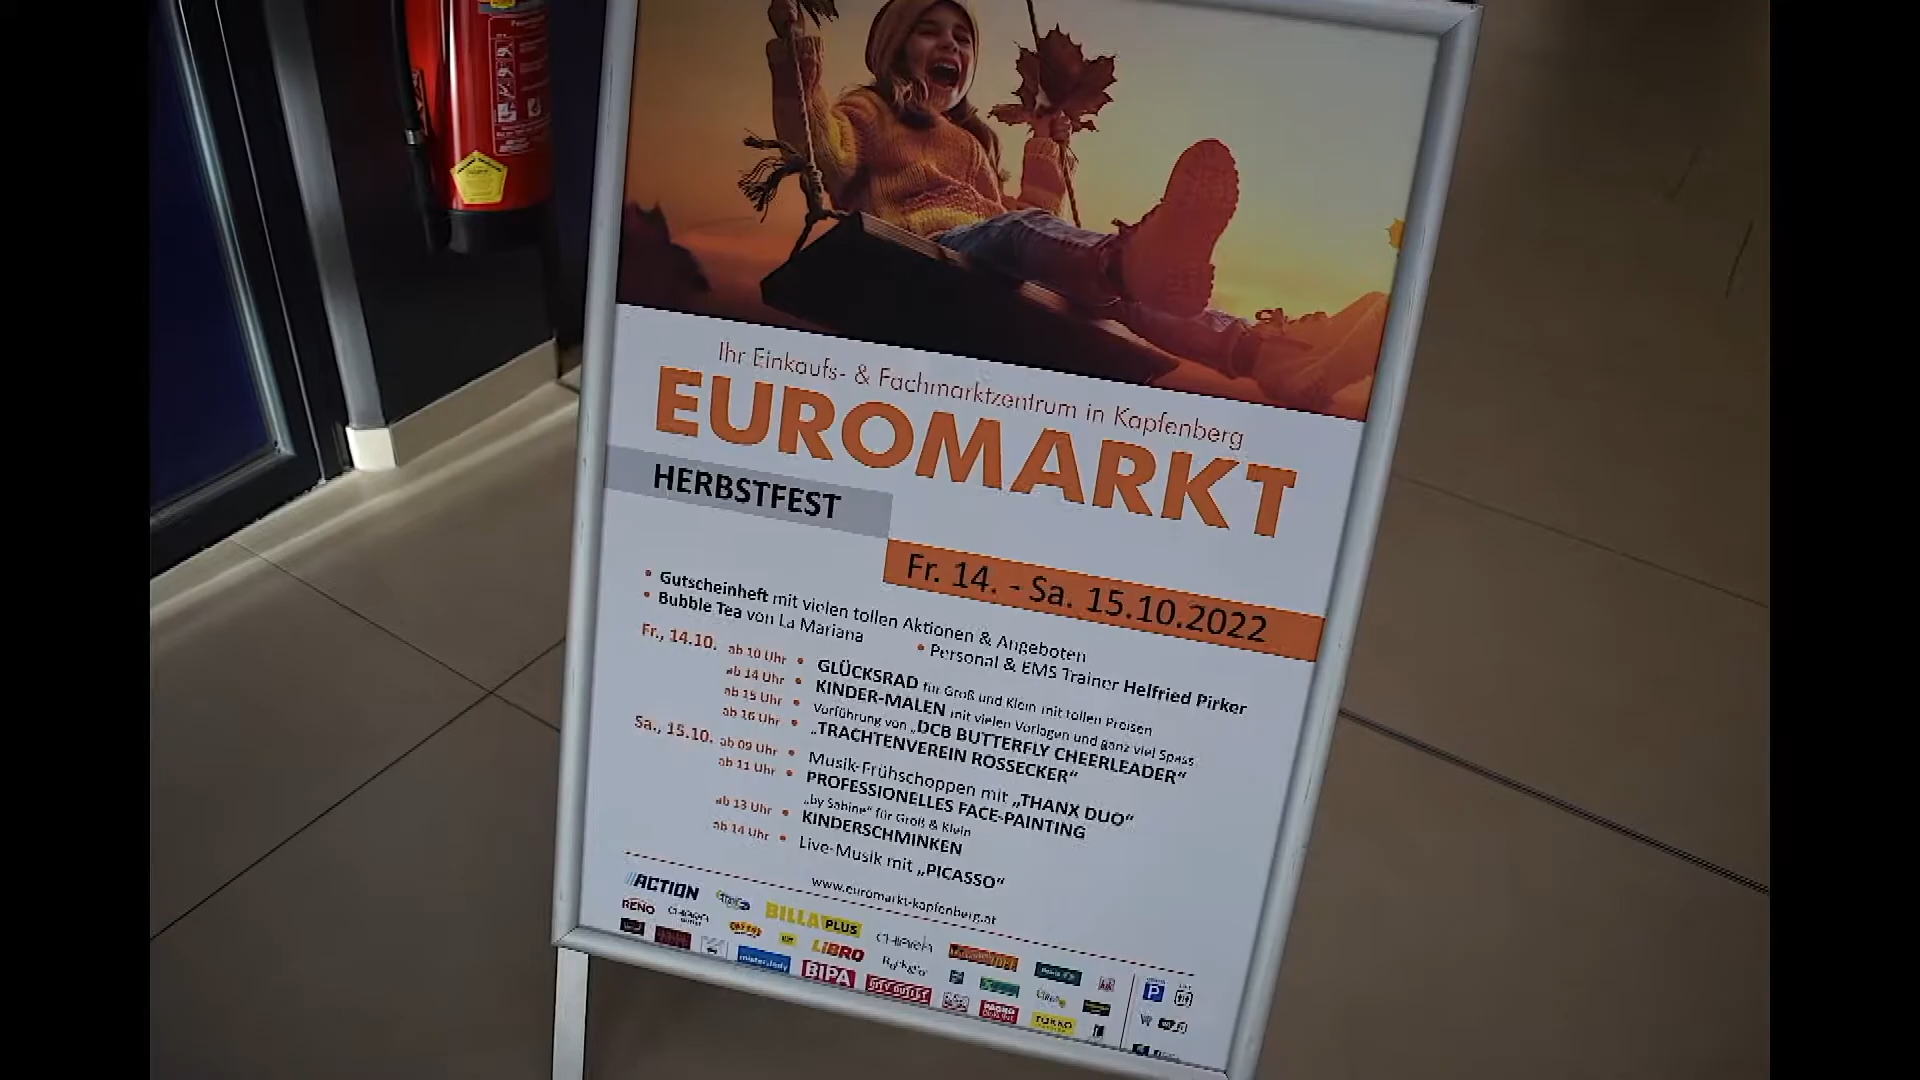 Ihr Einkaufs- & Fachmarktzentrum in Kapfenberg
EUROMARKT
HERBSTFEST
Fr. 14. - Sa. 15.10.2022
• Gutscheinheft mit vielen tollen Aktionen & Angeboten
• Bubble Tea von La Mariana • Personal & EMS Trainer Helfried Pirker
Fr., 14.10. ab 10 Uhr • GLÜCKSRAD für Groß und Klein mit tollen Preisen
ab 14 Uhr • KINDER-MALEN mit vielen Vorlagen und ganz viel Spass
ab 15 Uhr • Vorführung von „DCB BUTTERFLY CHEERLEADER“
ab 16 Uhr • „TRACHTENVEREIN ROSSECKER“
Sa., 15.10. ab 09 Uhr • Musik-Frühschoppen mit „THANX DUO“
ab 11 Uhr • PROFESSIONELLES FACE-PAINTING
„by Sabine“ für Groß & Klein
ab 13 Uhr • KINDERSCHMINKEN
ab 14 Uhr • Live-Musik mit „PICASSO“
www.euromarkt-kapfenberg.at
ACTION BILLA PLUS
RENO LIBRO
misterlady BIPA CITY OUTLET TAKKO
P